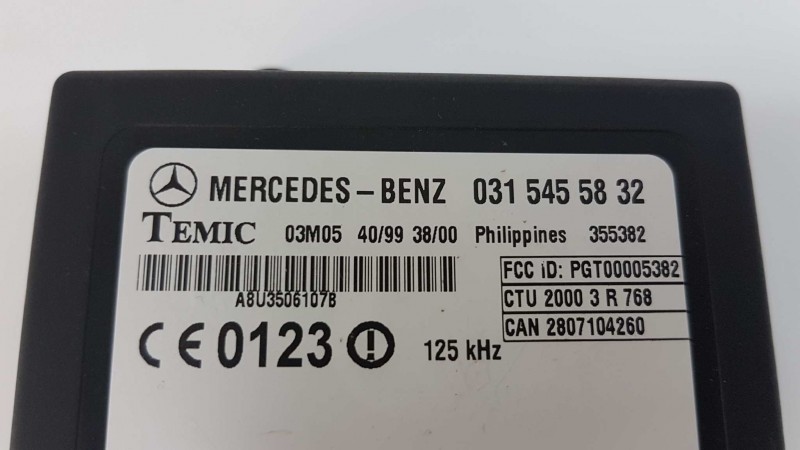 MERCEDES-BENZ 031 545 58 32
TEMIC 03M05 40/99 38/00 Philippines 355382
A8U3506107B
FCC iD: PGT00005382
CTU 2000 3 R 768
CAN 2807104260
CE 0123 125 kHz